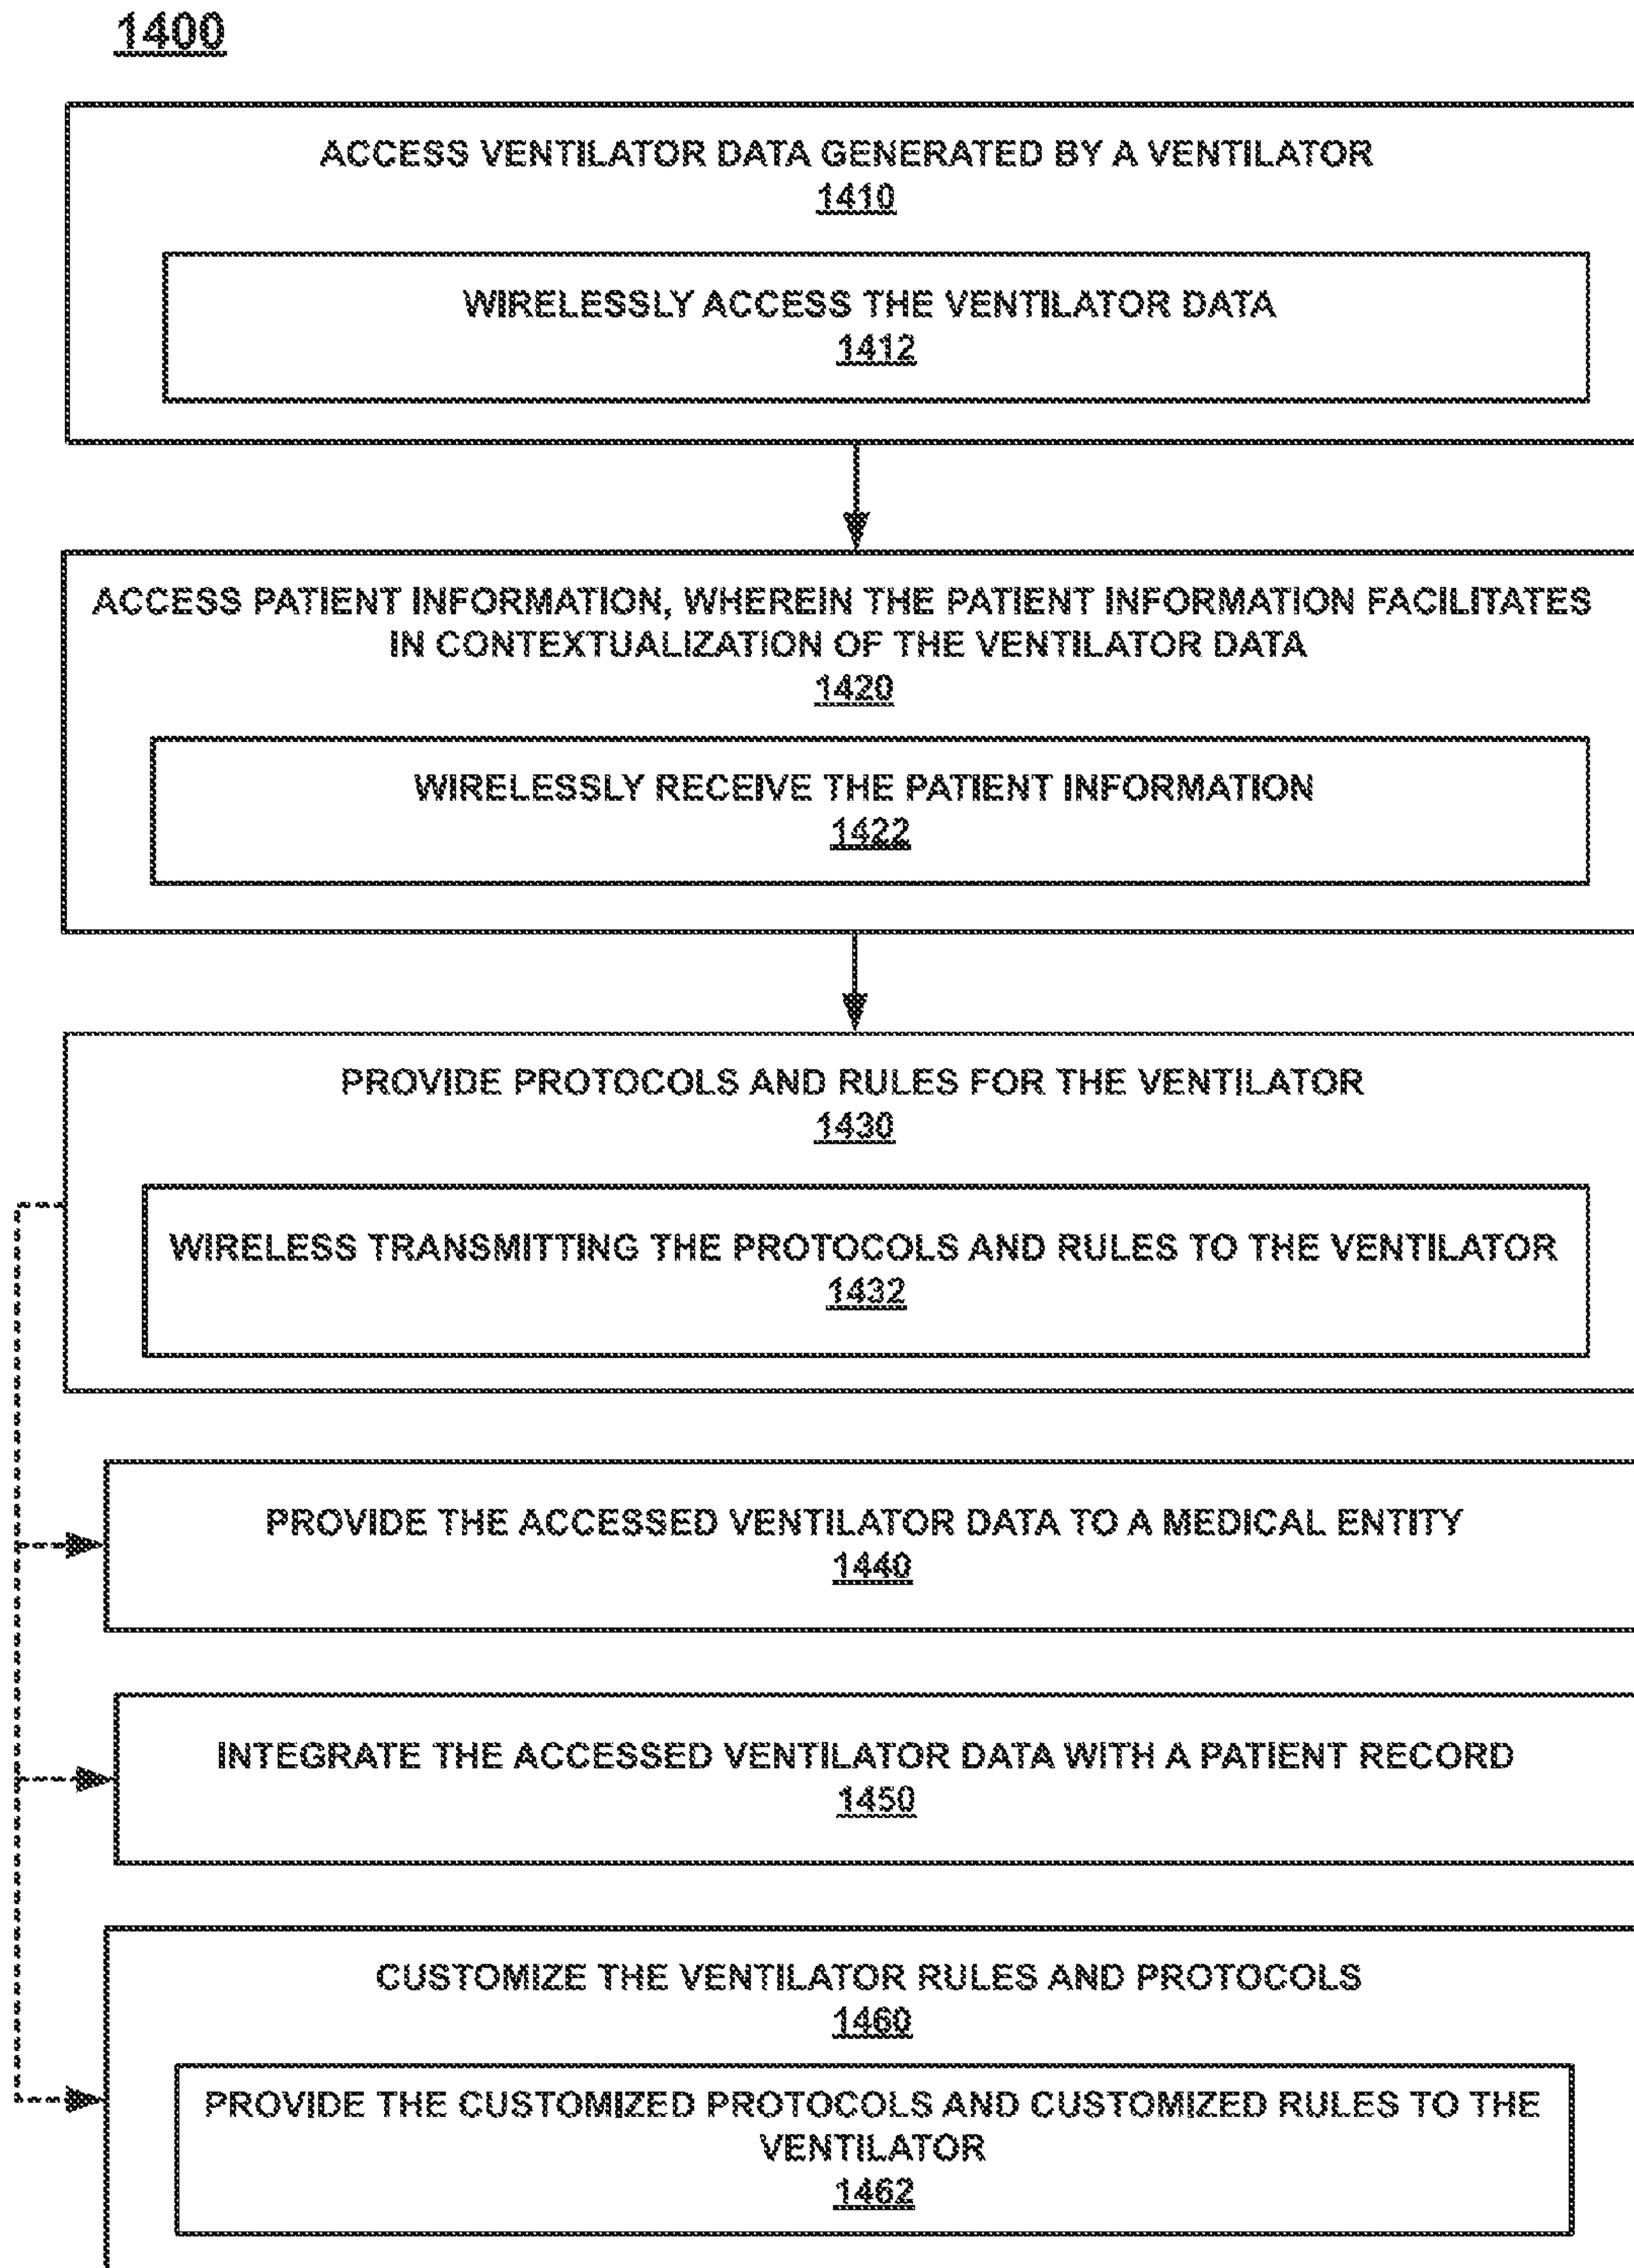 1400
ACCESS VENTILATOR DATA GENERATED BY A VENTILATOR
1410
WIRELESSLY ACCESS THE VENTILATOR DATA
1412
ACCESS PATIENT INFORMATION, WHEREIN THE PATIENT INFORMATION FACILITATES
IN CONTEXTUALIZATION OF THE VENTILATOR DATA
1420
WIRELESSLY RECEIVE THE PATIENT INFORMATION
1422
PROVIDE PROTOCOLS AND RULES FOR THE VENTILATOR
1430
WIRELESS TRANSMITTING THE PROTOCOLS AND RULES TO THE VENTILATOR
1432
PROVIDE THE ACCESSED VENTILATOR DATA TO A MEDICAL ENTITY
1440
INTEGRATE THE ACCESSED VENTILATOR DATA WITH A PATIENT RECORD
1450
CUSTOMIZE THE VENTILATOR RULES AND PROTOCOLS
1460
PROVIDE THE CUSTOMIZED PROTOCOLS AND CUSTOMIZED RULES TO THE
VENTILATOR
1462